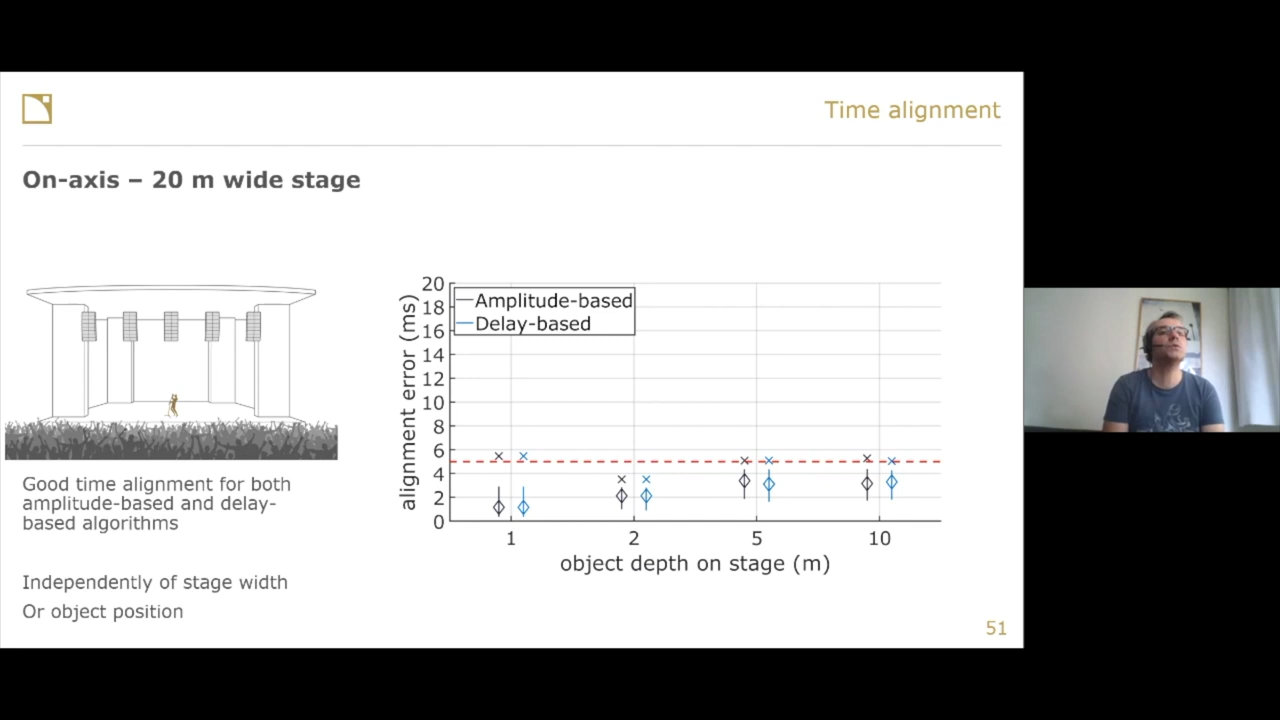 Time alignment
On-axis – 20 m wide stage
20
18
16
14
12
10
8
6
4
2
0
alignment error (ms)
Amplitude-based
Delay-based
1
2
5
10
object depth on stage (m)
Good time alignment for both
amplitude-based and delay-
based algorithms
Independently of stage width
Or object position
51